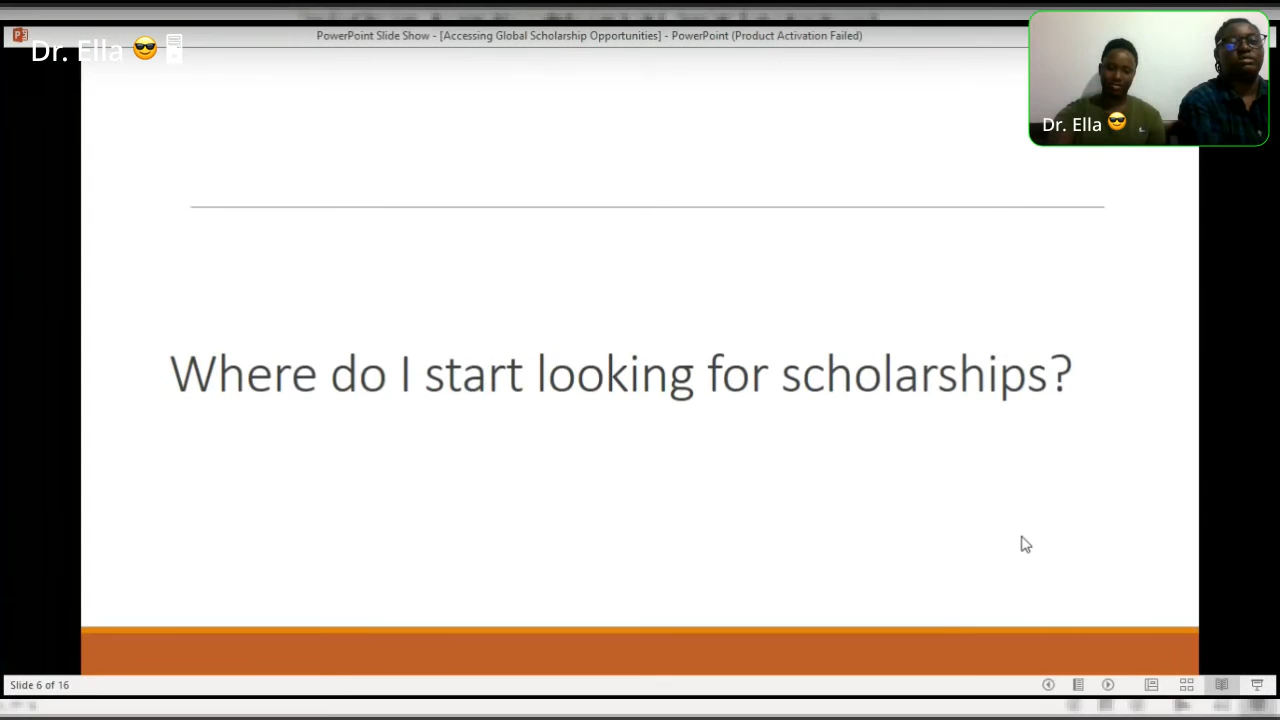 PowerPoint Slide Show - [Accessing Global Scholarship Opportunities] - PowerPoint (Product Activation Failed)
Dr. Ella 😎
Dr. Ella 😎
Where do I start looking for scholarships?
Slide 6 of 16